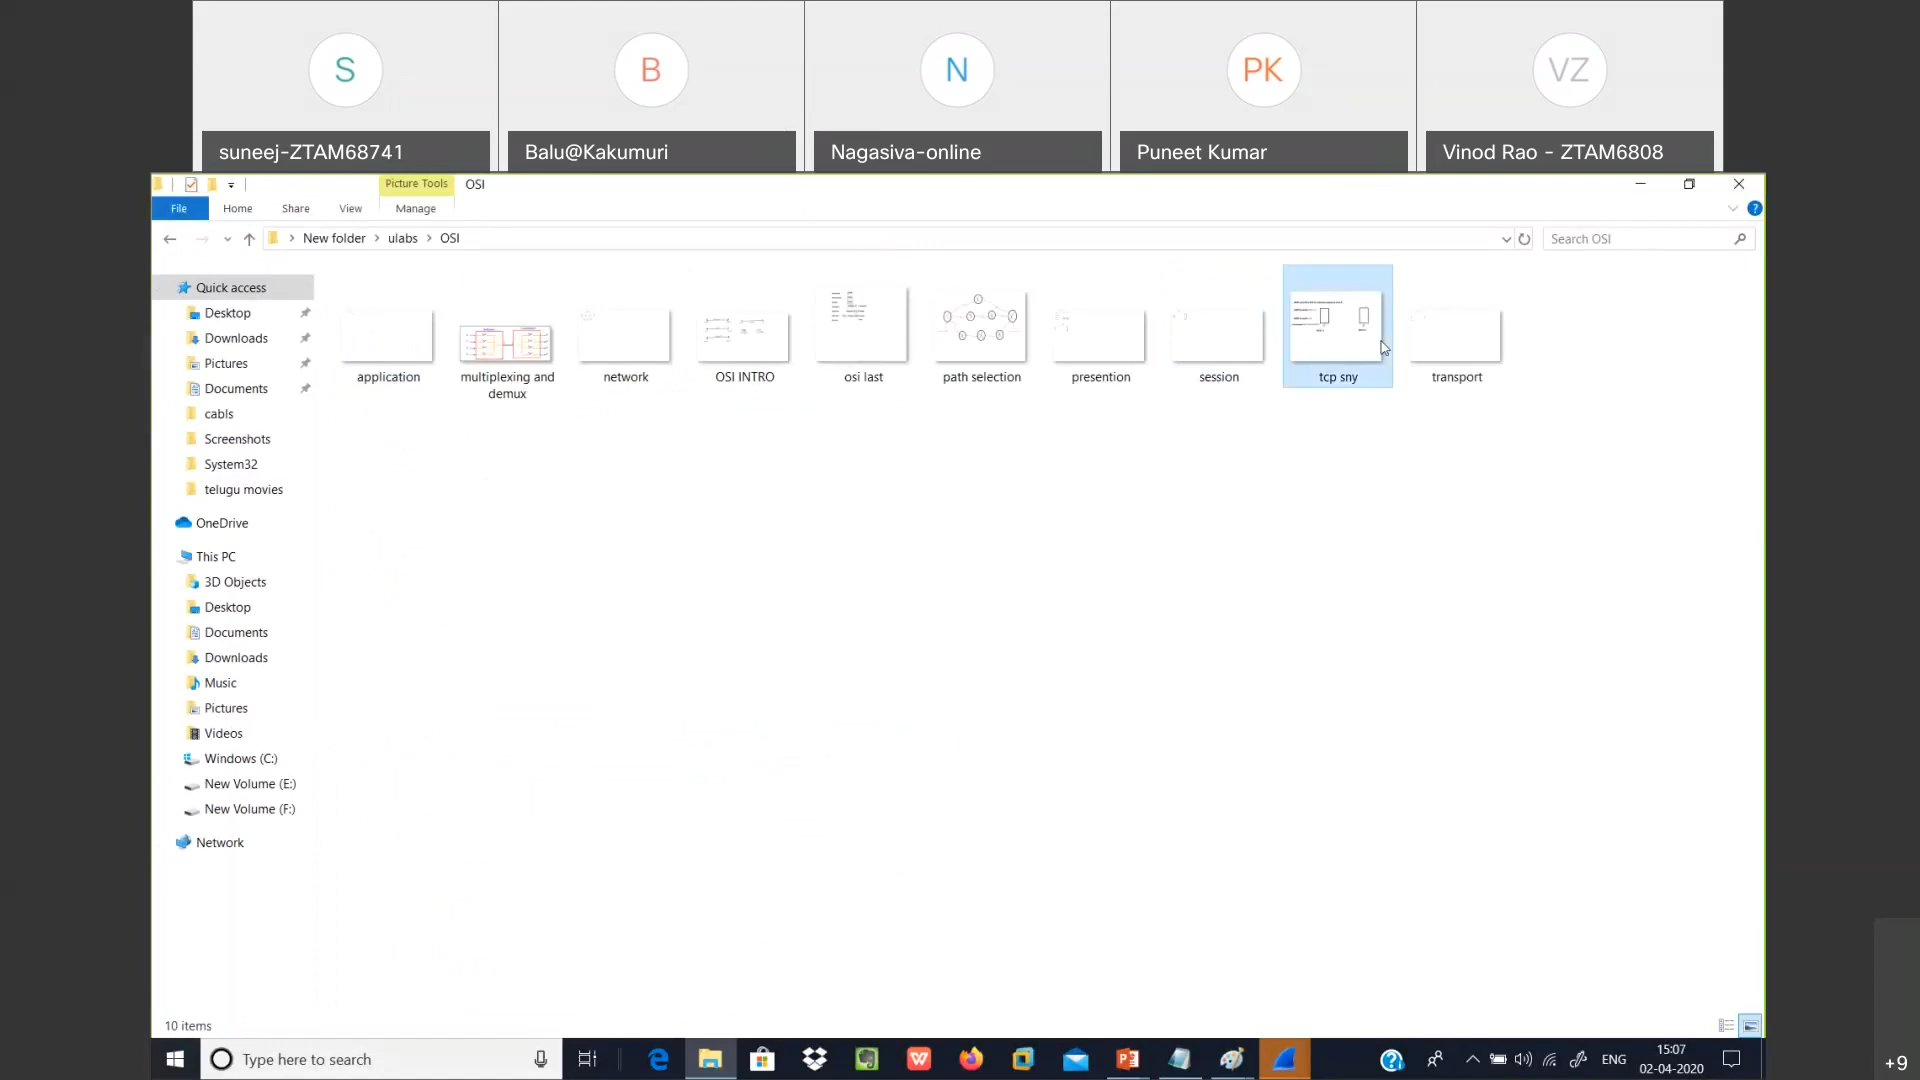 S
B
N
PK
VZ
suneej-ZTAM68741
Balu@Kakumuri
Nagasiva-online
Puneet Kumar
Vinod Rao - ZTAM6808
Picture Tools
OSI
File
Home
Share
View
Manage
New folder
ulabs
OSI
Search OSI
Quick access
Desktop
Downloads
Pictures
Documents
cabls
Screenshots
System32
telugu movies
OneDrive
This PC
3D Objects
Desktop
Documents
Downloads
Music
Pictures
Videos
Windows (C:)
New Volume (E:)
New Volume (F:)
Network
application
multiplexing and
demux
network
OSI INTRO
osi last
path selection
presention
session
tcp sny
transport
10 items
Type here to search
ENG
15:07
02-04-2020
+9